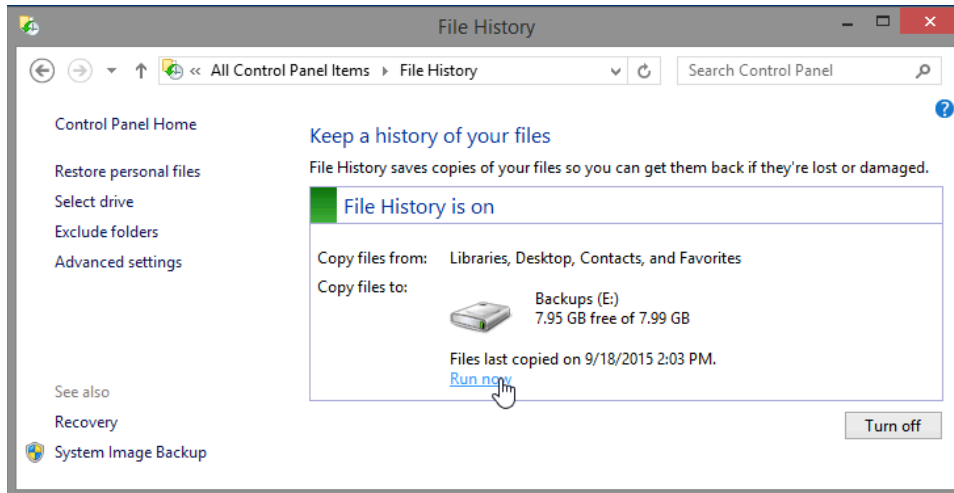 File History
« All Control Panel Items File History
Search Control Panel
Control Panel Home
Restore personal files
Select drive
Exclude folders
Advanced settings
See also
Recovery
System Image Backup
Keep a history of your files
File History saves copies of your files so you can get them back if they're lost or damaged.
File History is on
Copy files from: Libraries, Desktop, Contacts, and Favorites
Copy files to:
Backups (E:)
7.95 GB free of 7.99 GB
Files last copied on 9/18/2015 2:03 PM.
Run now
Turn off